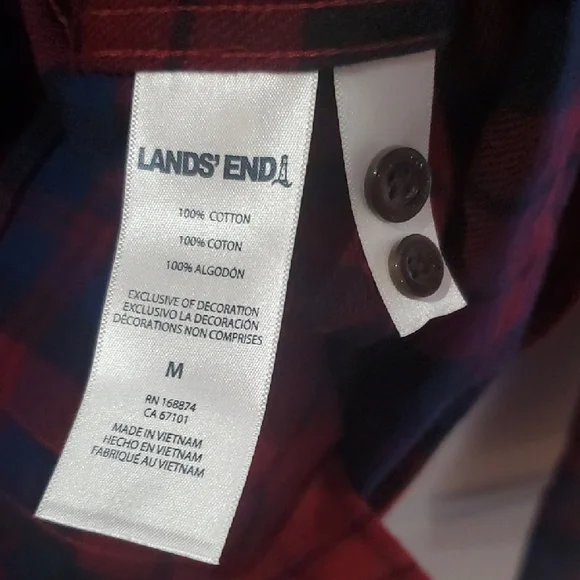 LANDS' END
100% COTTON
100% COTON
100% ALGODÓN
EXCLUSIVE OF DECORATION
EXCLUSIVO LA DECORACIÓN
DÉCORATIONS NON COMPRISES
M
RN 168874
CA 67101
MADE IN VIETNAM
HECHO EN VIETNAM
FABRIQUÉ AU VIETNAM